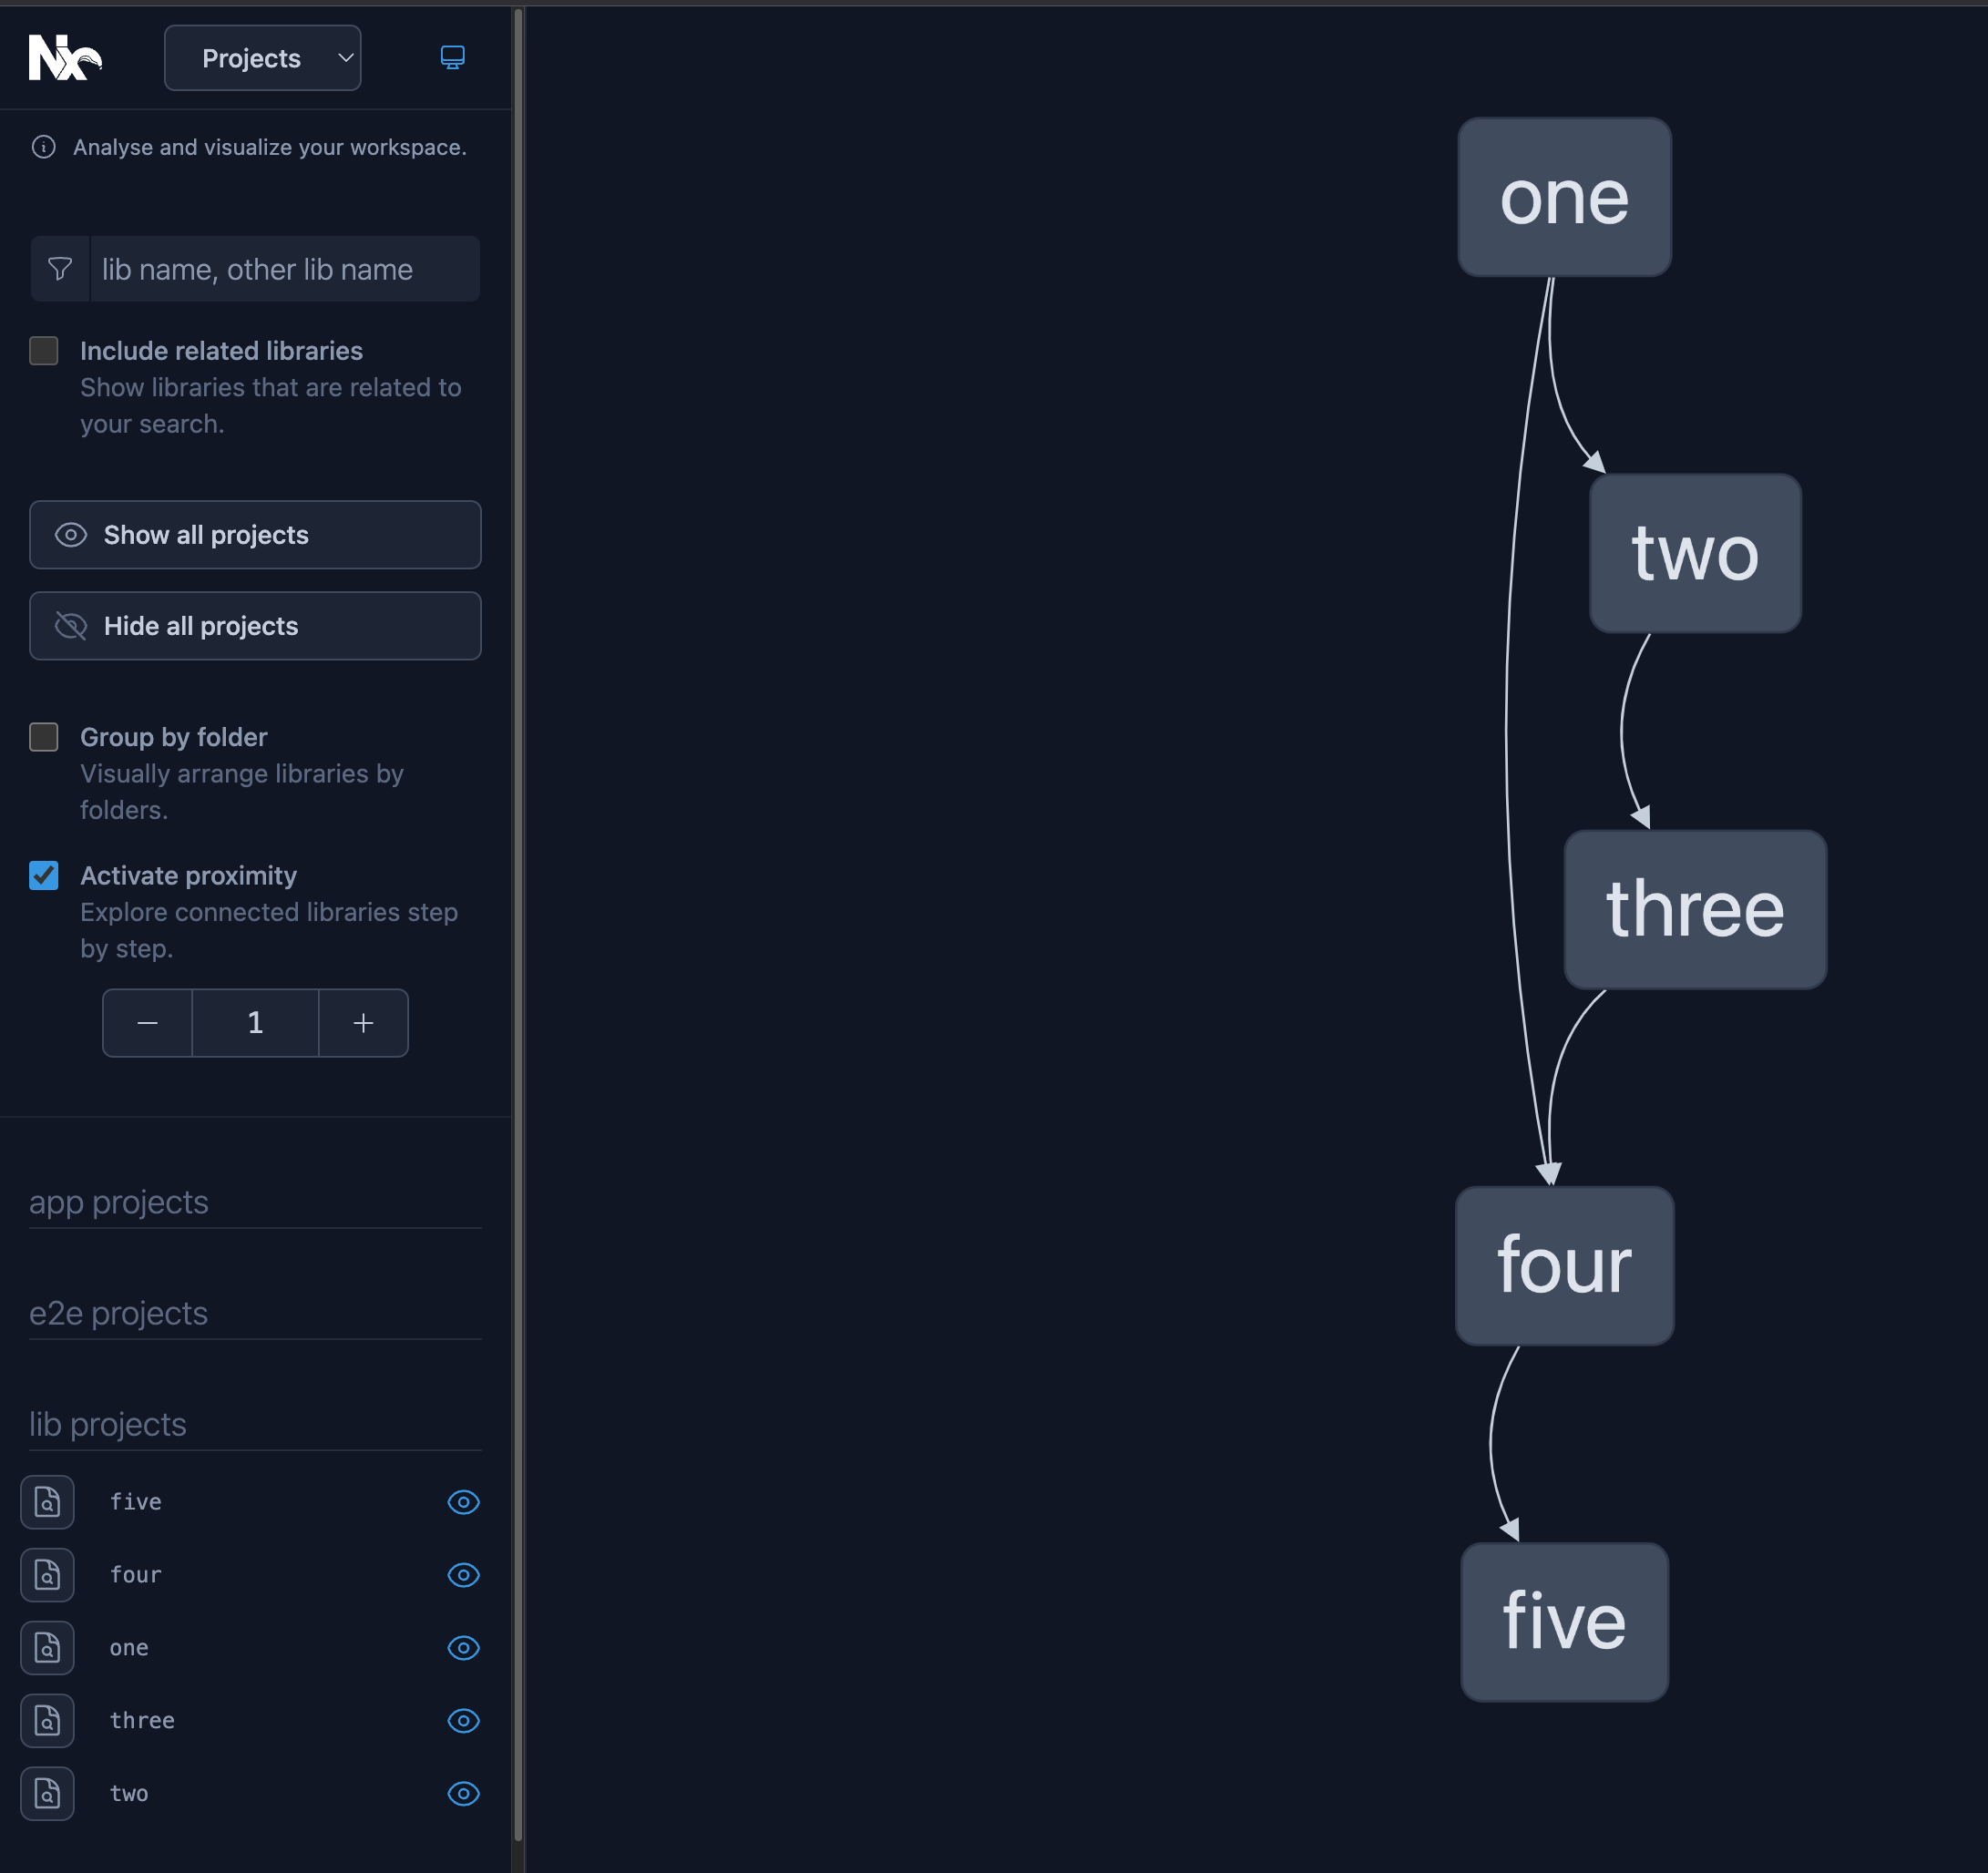 Nx
Projects
Analyse and visualize your workspace.
lib name, other lib name
Include related libraries
Show libraries that are related to
your search.
Show all projects
Hide all projects
Group by folder
Visually arrange libraries by
folders.
Activate proximity
Explore connected libraries step
by step.
— 1 +
app projects
e2e projects
lib projects
five
four
one
three
two
one
two
three
four
five